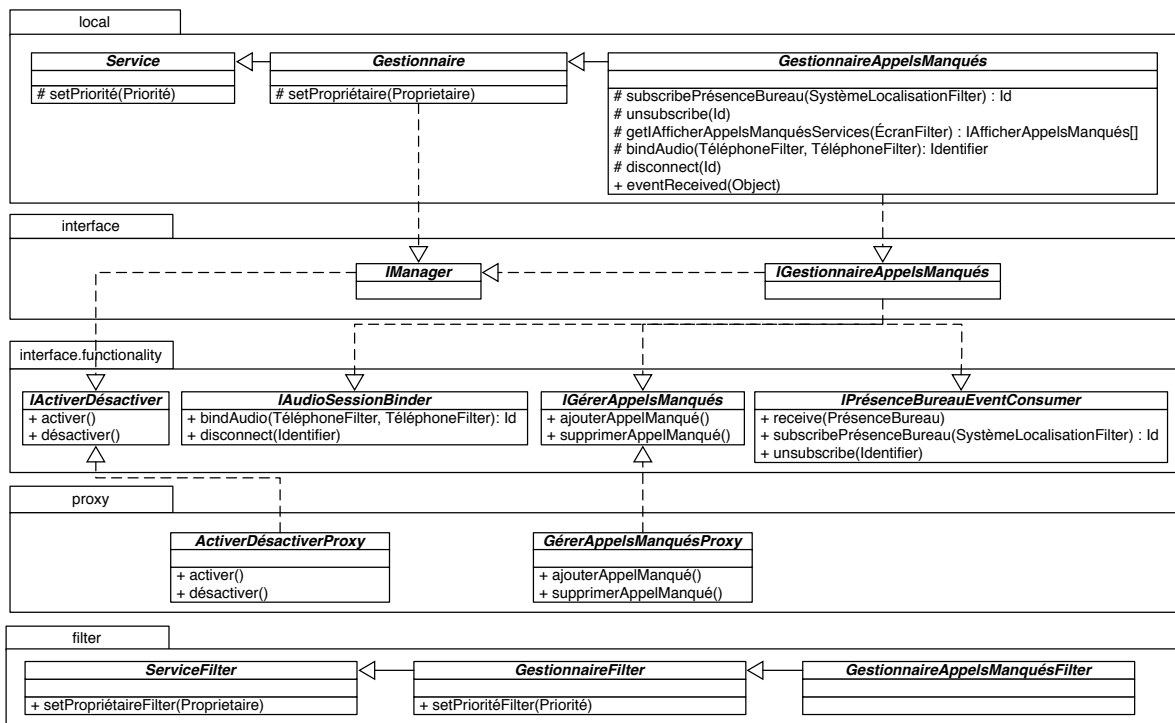 local
Service
# setPriorité(Priorité)
Gestionnaire
# setPropriétaire(Proprietaire)
GestionnaireAppelsManqués
# subscribePrésenceBureau(SystèmeLocalisationFilter) : Id
# unsubscribe(Id)
# getIAfficherAppelsManquésServices(ÉcranFilter) : IAfficherAppelsManqués[]
# bindAudio(TéléphoneFilter, TéléphoneFilter): Identifier
# disconnect(Id)
+ eventReceived(Object)
interface
IManager
IGestionnaireAppelsManqués
interface.functionality
IActiverDésactiver
+ activer()
+ désactiver()
IAudioSessionBinder
+ bindAudio(TéléphoneFilter, TéléphoneFilter): Id
+ disconnect(Identifier)
IGérerAppelsManqués
+ ajouterAppelManqué()
+ supprimerAppelManqué()
IPrésenceBureauEventConsumer
+ receive(PrésenceBureau)
+ subscribePrésenceBureau(SystèmeLocalisationFilter) : Id
+ unsubscribe(Identifier)
proxy
ActiverDésactiverProxy
+ activer()
+ désactiver()
GérerAppelsManquésProxy
+ ajouterAppelManqué()
+ supprimerAppelManqué()
filter
ServiceFilter
+ setPropriétaireFilter(Proprietaire)
GestionnaireFilter
+ setPrioritéFilter(Priorité)
GestionnaireAppelsManquésFilter